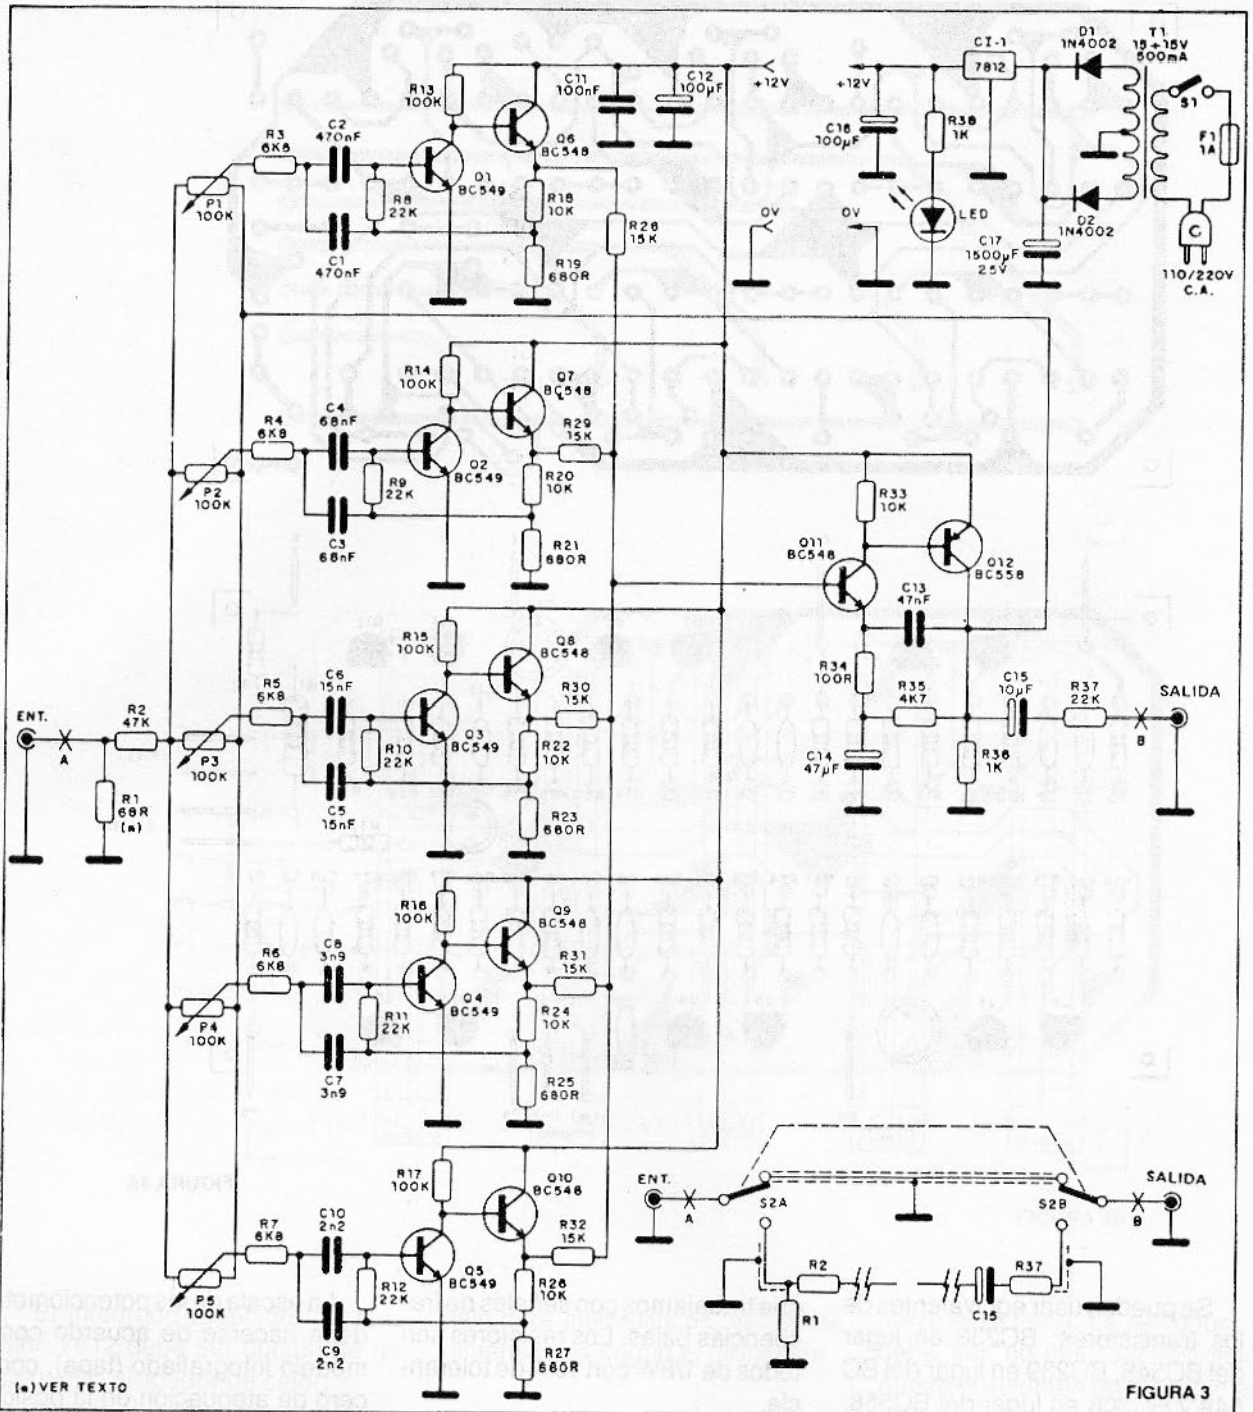 D1
1N4002
T1
15+15V
500mA
CI-1
7812
S1
F1
1A
R13
100K
C11
100nF
C12
100µF
+12V
+12V
C16
100µF
R38
1K
R3
6K8
C2
470nF
Q6
BC548
Q1
BC549
P1
100K
R8
22K
C1
470nF
R18
10K
R28
15K
R19
680R
0V
0V
LED
D2
1N4002
C17
1500µF
25V
110/220V
C.A.
R14
100K
Q7
BC548
R4
6K8
C4
68nF
R29
15K
P2
100K
R9
22K
Q2
BC549
R20
10K
C3
68nF
R21
680R
R33
10K
Q11
BC548
Q12
BC558
C13
47nF
R15
100K
Q8
BC548
R34
100R
R5
6K8
C6
15nF
R30
15K
R35
4K7
C15
10µF
R37
22K
SALIDA
B
ENT.
A
R2
47K
P3
100K
R10
22K
Q3
BC549
R22
10K
C14
47µF
R36
1K
R1
68R
(*)
C5
15nF
R23
680R
R16
100K
Q9
BC548
R6
6K8
C8
3n9
R31
15K
P4
100K
R11
22K
Q4
BC549
R24
10K
C7
3n9
R25
680R
R17
100K
Q10
BC548
ENT.
A
S2A
S2B
B
SALIDA
R7
6K8
C10
2n2
R32
15K
P5
100K
R12
22K
Q5
BC549
R26
10K
R2
C15
R37
R1
C9
2n2
R27
680R
(*) VER TEXTO
FIGURA 3